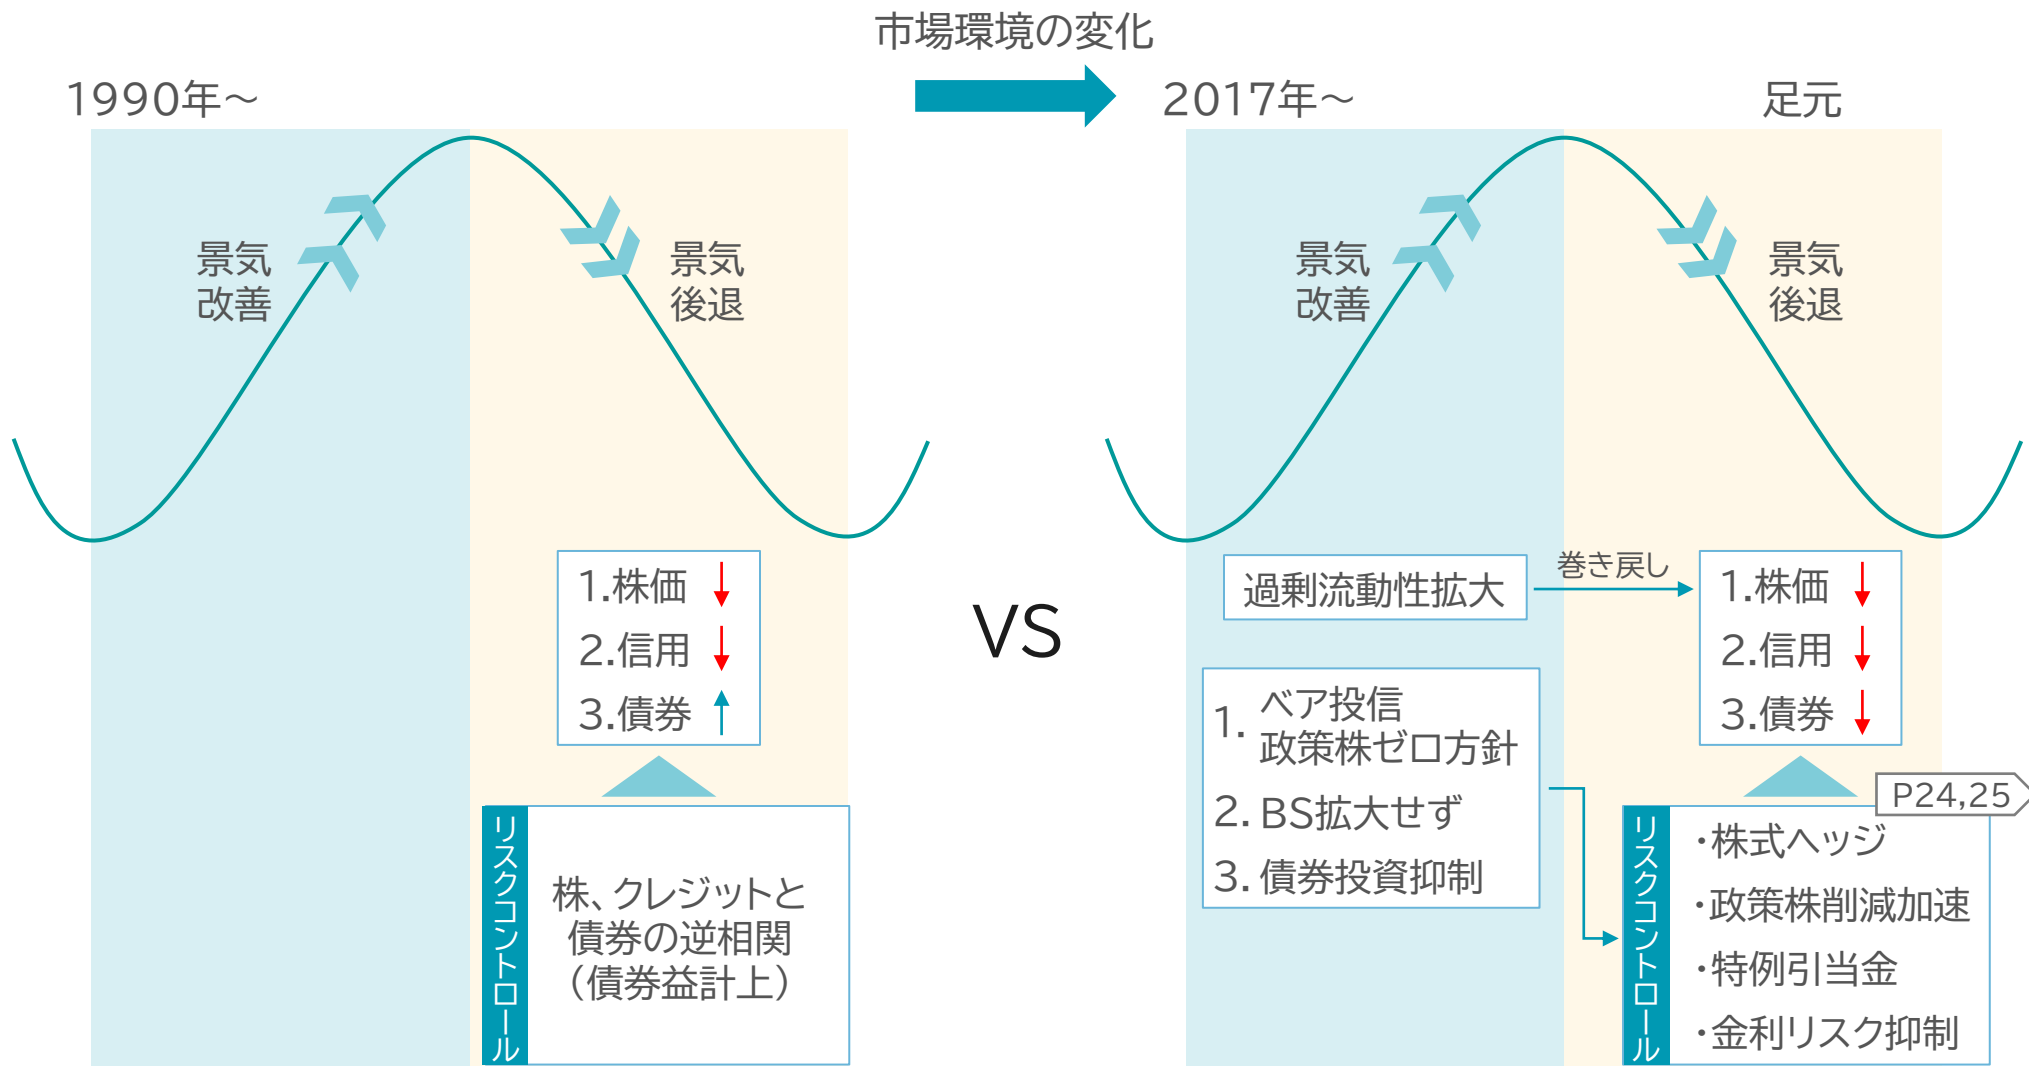 市場環境の変化
1990年～
景気
改善
景気
後退
1.株価
2.信用
3.債券
リスクコントロール
株、クレジットと
債券の逆相関
（債券益計上）
VS
2017年～
足元
景気
改善
景気
後退
過剰流動性拡大
巻き戻し
1.株価
2.信用
3.債券
1. ベア投信
政策株ゼロ方針
2. BS拡大せず
3. 債券投資抑制
P24,25
リスクコントロール
・株式ヘッジ
・政策株削減加速
・特例引当金
・金利リスク抑制